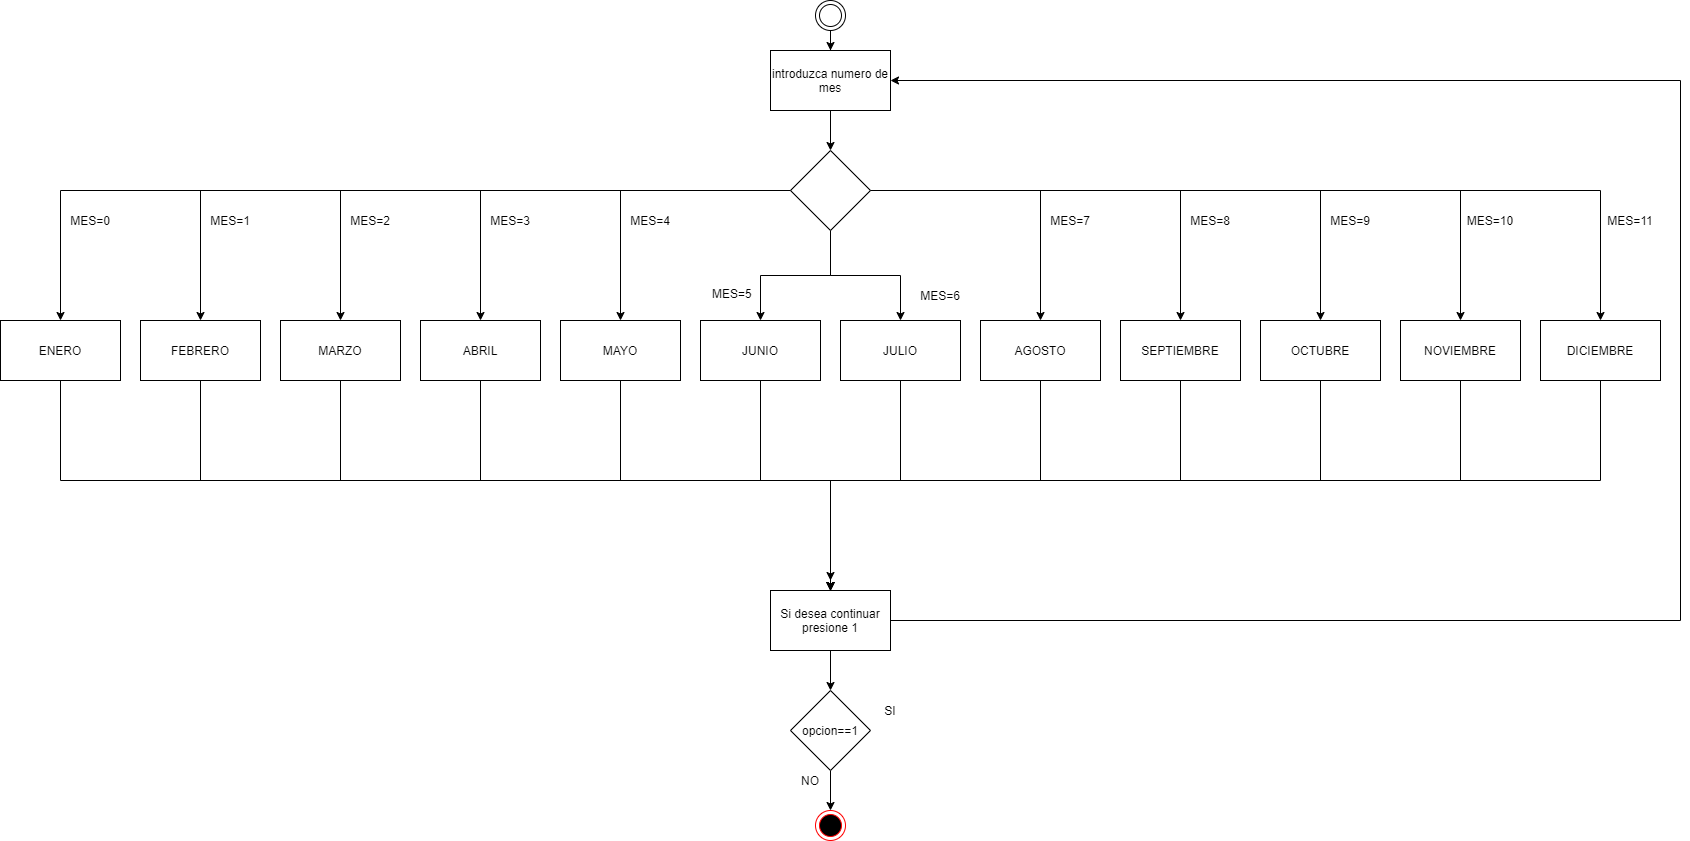 introduzca numero de
mes
MES=0
MES=1
MES=2
MES=3
MES=4
MES=7
MES=8
MES=9
MES=10
MES=11
MES=5
MES=6
ENERO
FEBRERO
MARZO
ABRIL
MAYO
JUNIO
JULIO
AGOSTO
SEPTIEMBRE
OCTUBRE
NOVIEMBRE
DICIEMBRE
Si desea continuar
presione 1
SI
opcion==1
NO